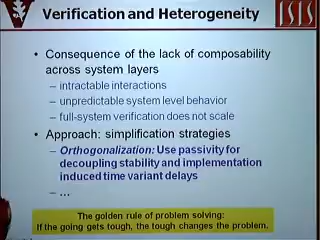 Verification and Heterogeneity
ISIS
• Consequence of the lack of composability
across system layers
– intractable interactions
– unpredictable system level behavior
– full-system verification does not scale
• Approach: simplification strategies
– Orthogonalization: Use passivity for
decoupling stability and implementation
induced time variant delays
– ...
The golden rule of problem solving:
If the going gets tough, the tough changes the problem.